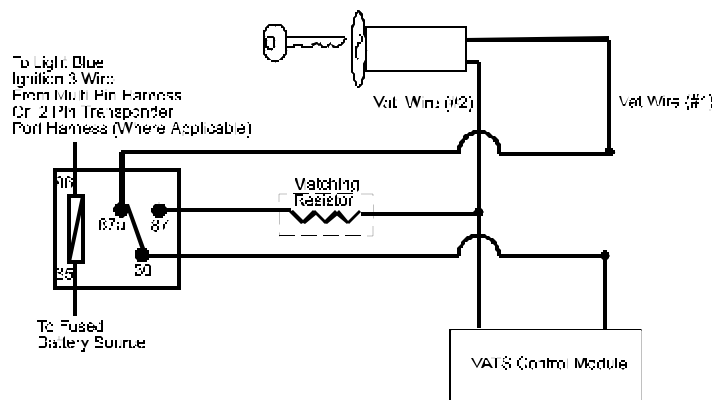 To Light Blue
Ignition 3 Wire
From Multi Pin Harness
Or 2 Pin Transponder
Port Harness (Where Applicable)
Vat Wire (#2)
Vat Wire (#1)
86
Matching
Resistor
87a
87
30
85
To Fused
Battery Source
VATS Control Module